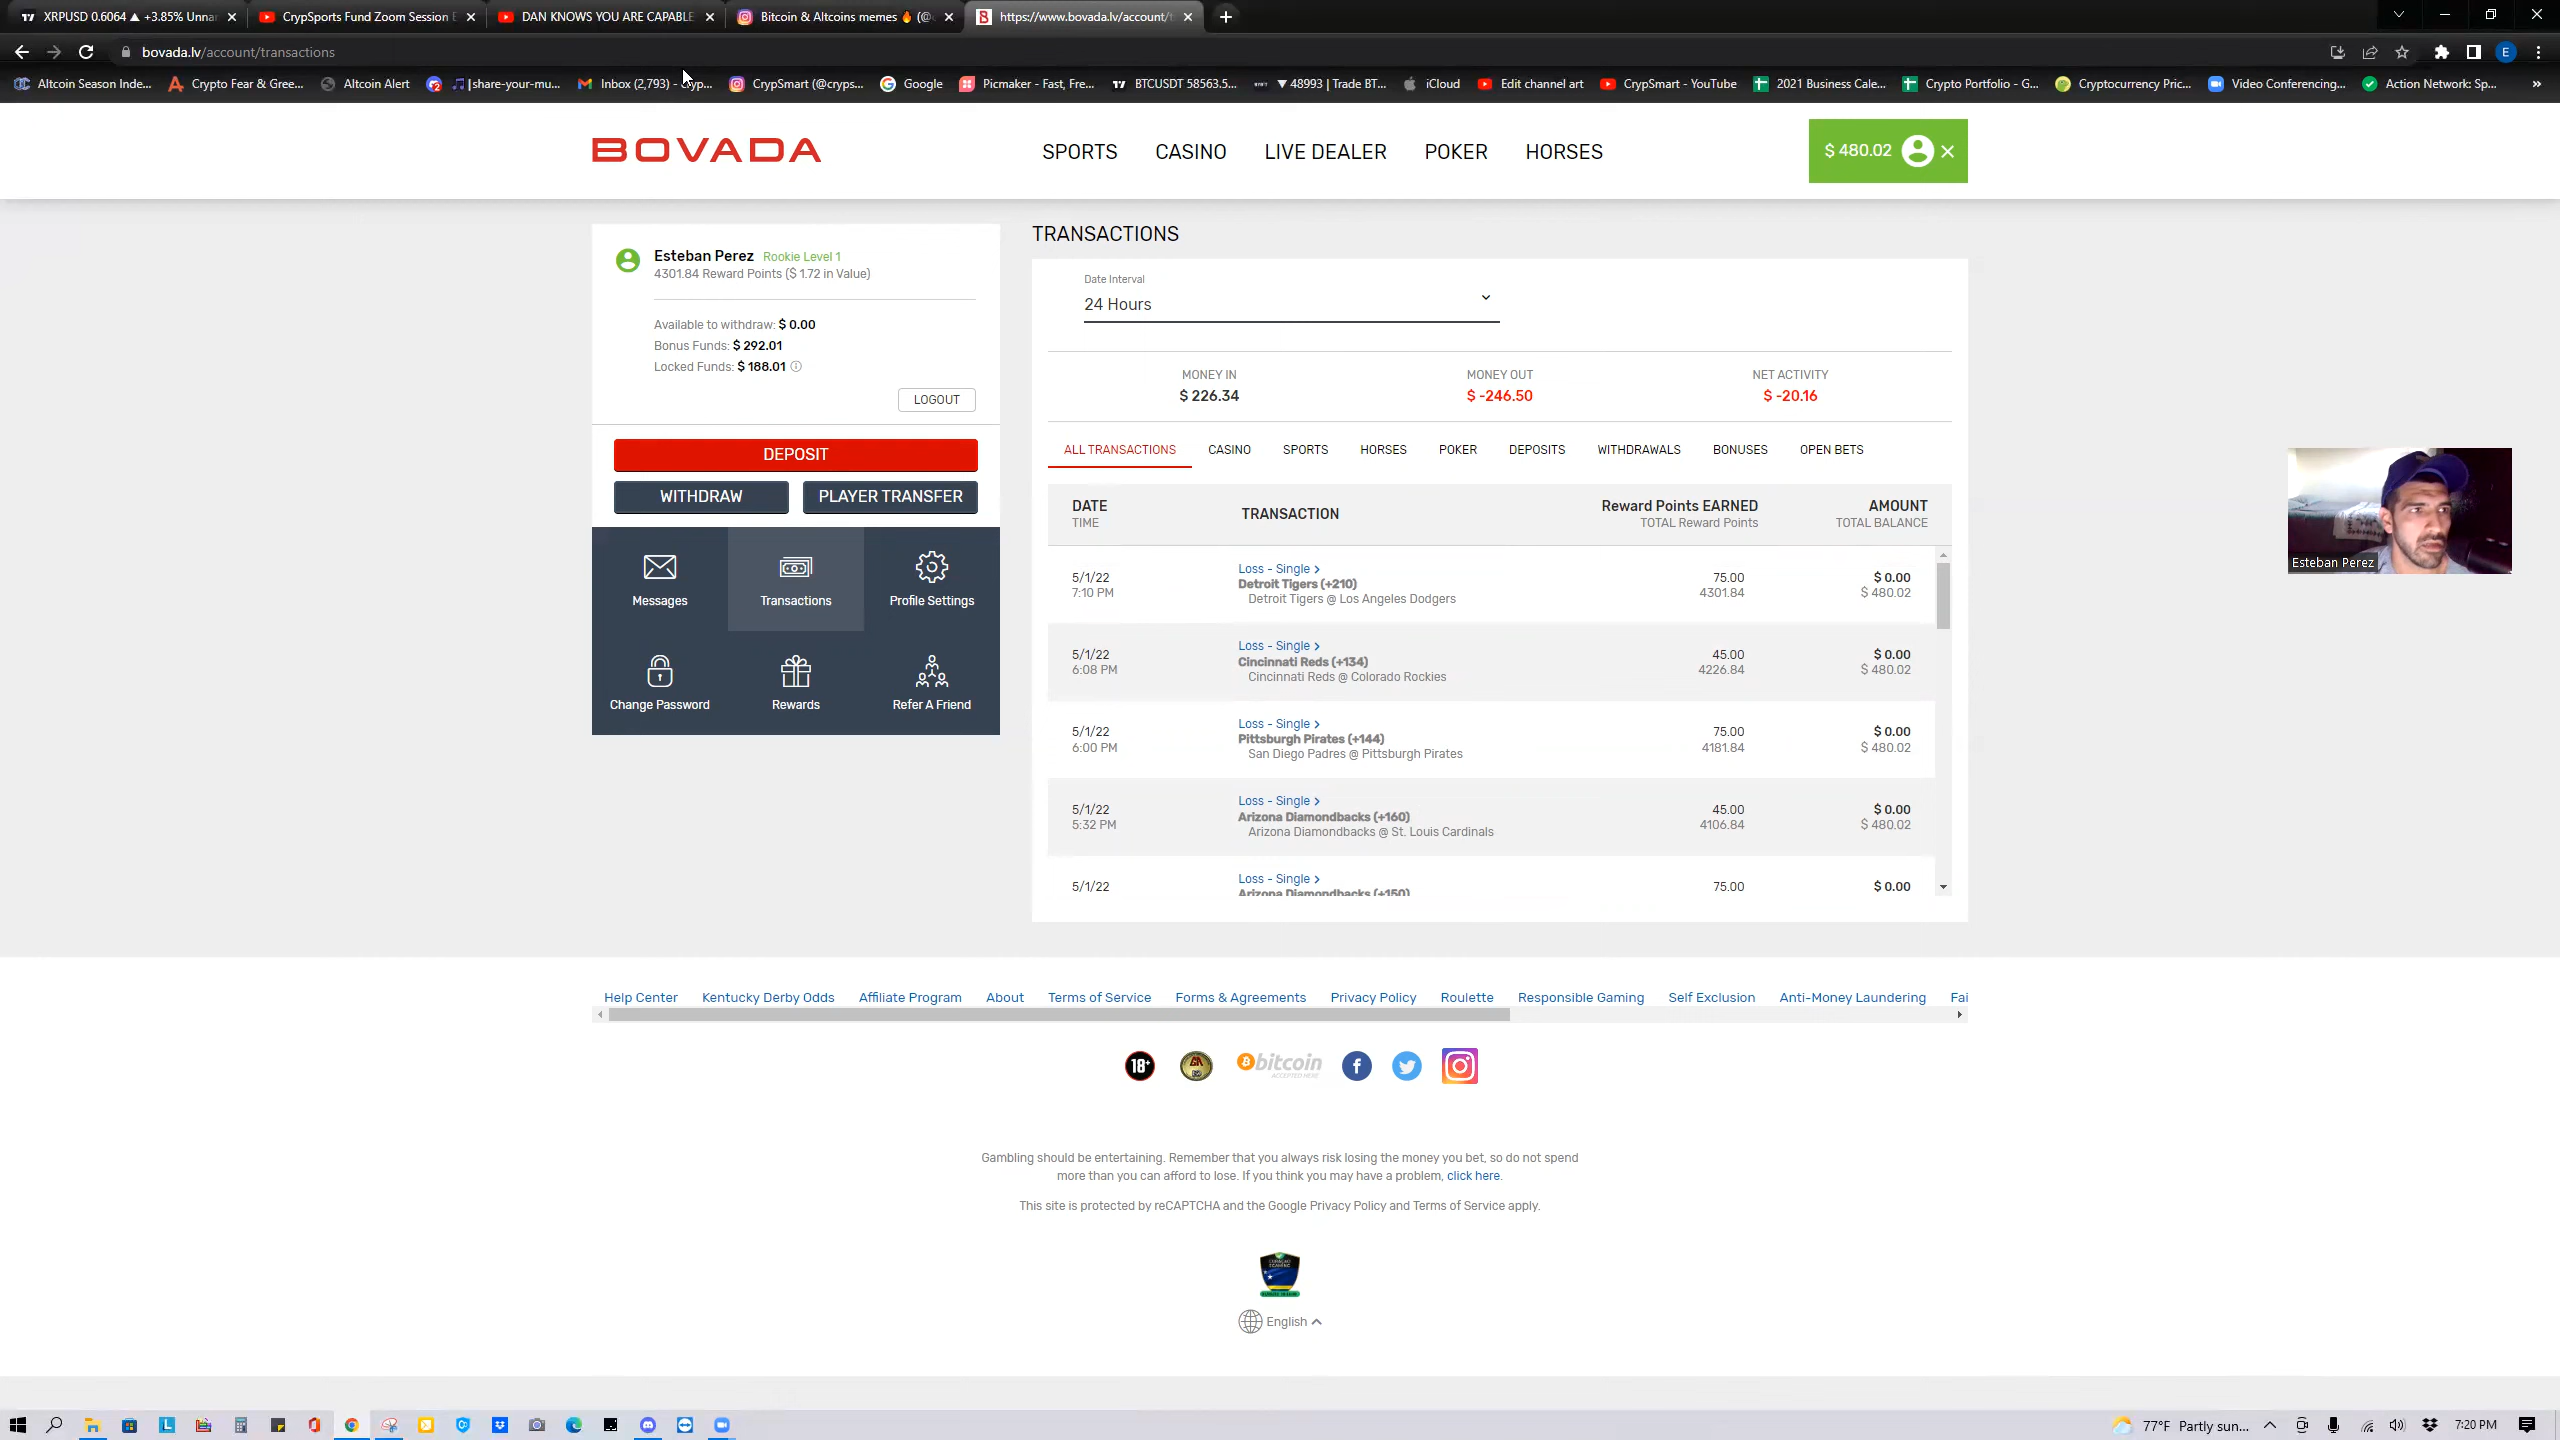 XRPUSD 0.6064 ▲ +3.85% Unnar
CrypSports Fund Zoom Session E
DAN KNOWS YOU ARE CAPABLE
Bitcoin & Altcoins memes 🔥 (@c
https://www.bovada.lv/account/t
bovada.lv/account/transactions
E
Altcoin Season Inde...
Crypto Fear & Gree...
Altcoin Alert
share-your-mu...
Inbox (2,793) - cryp...
CrypSmart (@cryps...
Google
Picmaker - Fast, Fre...
BTCUSDT 58563.5...
▼ 48993 | Trade BT...
iCloud
Edit channel art
CrypSmart - YouTube
2021 Business Cale...
Crypto Portfolio - G...
Cryptocurrency Pric...
Video Conferencing...
Action Network: Sp...
BOVADA
SPORTS
CASINO
LIVE DEALER
POKER
HORSES
$ 480.02
Esteban Perez Rookie Level 1
4301.84 Reward Points ($ 1.72 in Value)
Available to withdraw: $ 0.00
Bonus Funds: $ 292.01
Locked Funds: $ 188.01
LOGOUT
DEPOSIT
WITHDRAW
PLAYER TRANSFER
Messages
Transactions
Profile Settings
Change Password
Rewards
Refer A Friend
TRANSACTIONS
Date Interval
24 Hours
MONEY IN
$ 226.34
MONEY OUT
$ -246.50
NET ACTIVITY
$ -20.16
ALL TRANSACTIONS
CASINO
SPORTS
HORSES
POKER
DEPOSITS
WITHDRAWALS
BONUSES
OPEN BETS
DATE
TIME
TRANSACTION
Reward Points EARNED
TOTAL Reward Points
AMOUNT
TOTAL BALANCE
5/1/22
7:10 PM
Loss - Single
Detroit Tigers (+210)
Detroit Tigers @ Los Angeles Dodgers
75.00
4301.84
$ 0.00
$ 480.02
5/1/22
6:08 PM
Loss - Single
Cincinnati Reds (+134)
Cincinnati Reds @ Colorado Rockies
45.00
4226.84
$ 0.00
$ 480.02
5/1/22
6:00 PM
Loss - Single
Pittsburgh Pirates (+144)
San Diego Padres @ Pittsburgh Pirates
75.00
4181.84
$ 0.00
$ 480.02
5/1/22
5:32 PM
Loss - Single
Arizona Diamondbacks (+160)
Arizona Diamondbacks @ St. Louis Cardinals
45.00
4106.84
$ 0.00
$ 480.02
5/1/22
Loss - Single
Arizona Diamondbacks (+150)
75.00
$ 0.00
Esteban Perez
Help Center
Kentucky Derby Odds
Affiliate Program
About
Terms of Service
Forms & Agreements
Privacy Policy
Roulette
Responsible Gaming
Self Exclusion
Anti-Money Laundering
Fai
18+
bitcoin
ACCEPTED HERE
Gambling should be entertaining. Remember that you always risk losing the money you bet, so do not spend
more than you can afford to lose. If you think you may have a problem, click here.
This site is protected by reCAPTCHA and the Google Privacy Policy and Terms of Service apply.
English
77°F Partly sun...
7:20 PM